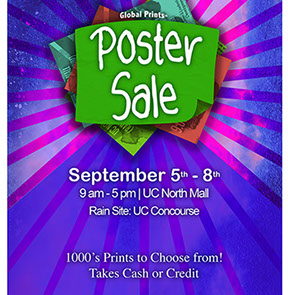 Global Prints
Poster
Sale
September 5th - 8th
9 am - 5 pm | UC North Mall
Rain Site: UC Concourse
1000's Prints to Choose from!
Takes Cash or Credit